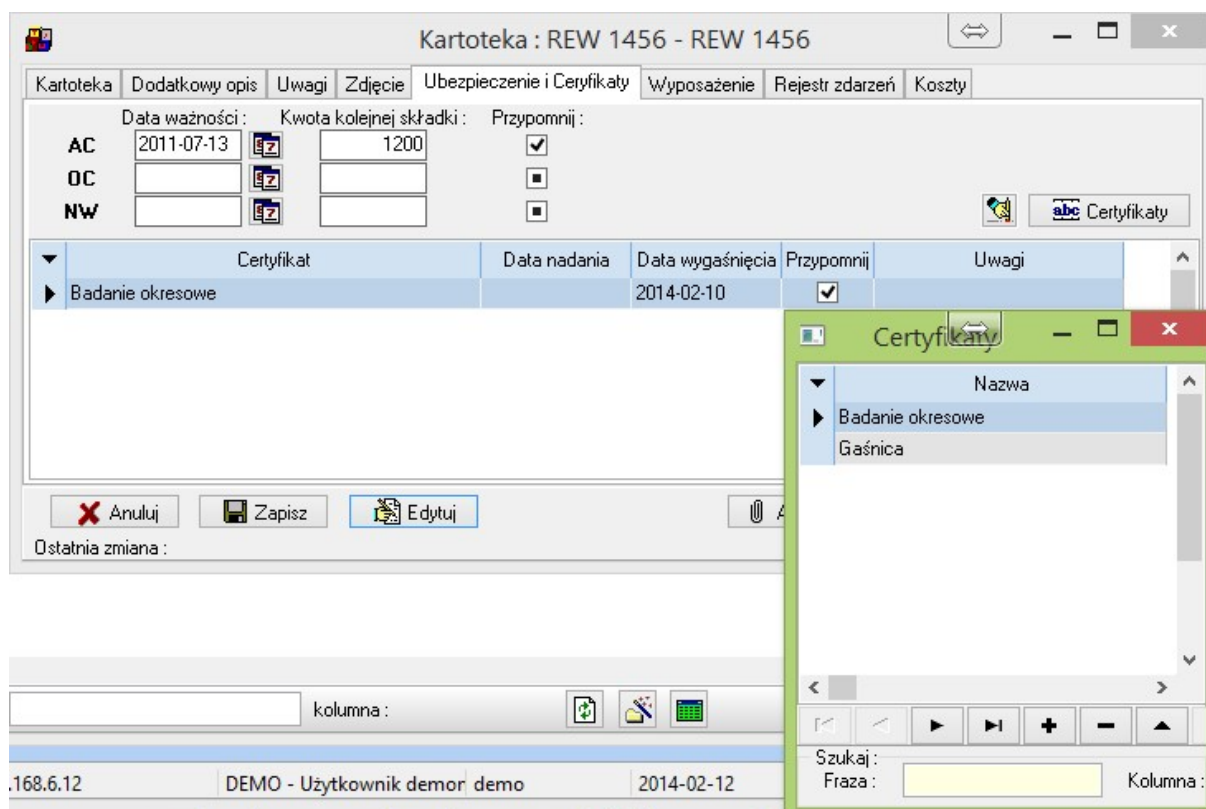 Kartoteka : REW 1456 - REW 1456
Kartoteka Dodatkowy opis Uwagi Zdjęcie Ubezpieczenie i Ceryfikaty Wyposażenie Rejestr zdarzeń Koszty
Data ważności : Kwota kolejnej składki : Przypomnij :
AC 2011-07-13 1200
OC
NW abc Certyfikaty
Certyfikat Data nadania Data wygaśnięcia Przypomnij Uwagi
Badanie okresowe 2014-02-10
Certyfikaty
Nazwa
Badanie okresowe
Gaśnica
Anuluj Zapisz Edytuj A
Ostatnia zmiana :
kolumna :
Szukaj :
Fraza : Kolumna :
.168.6.12 DEMO - Użytkownik demor demo 2014-02-12